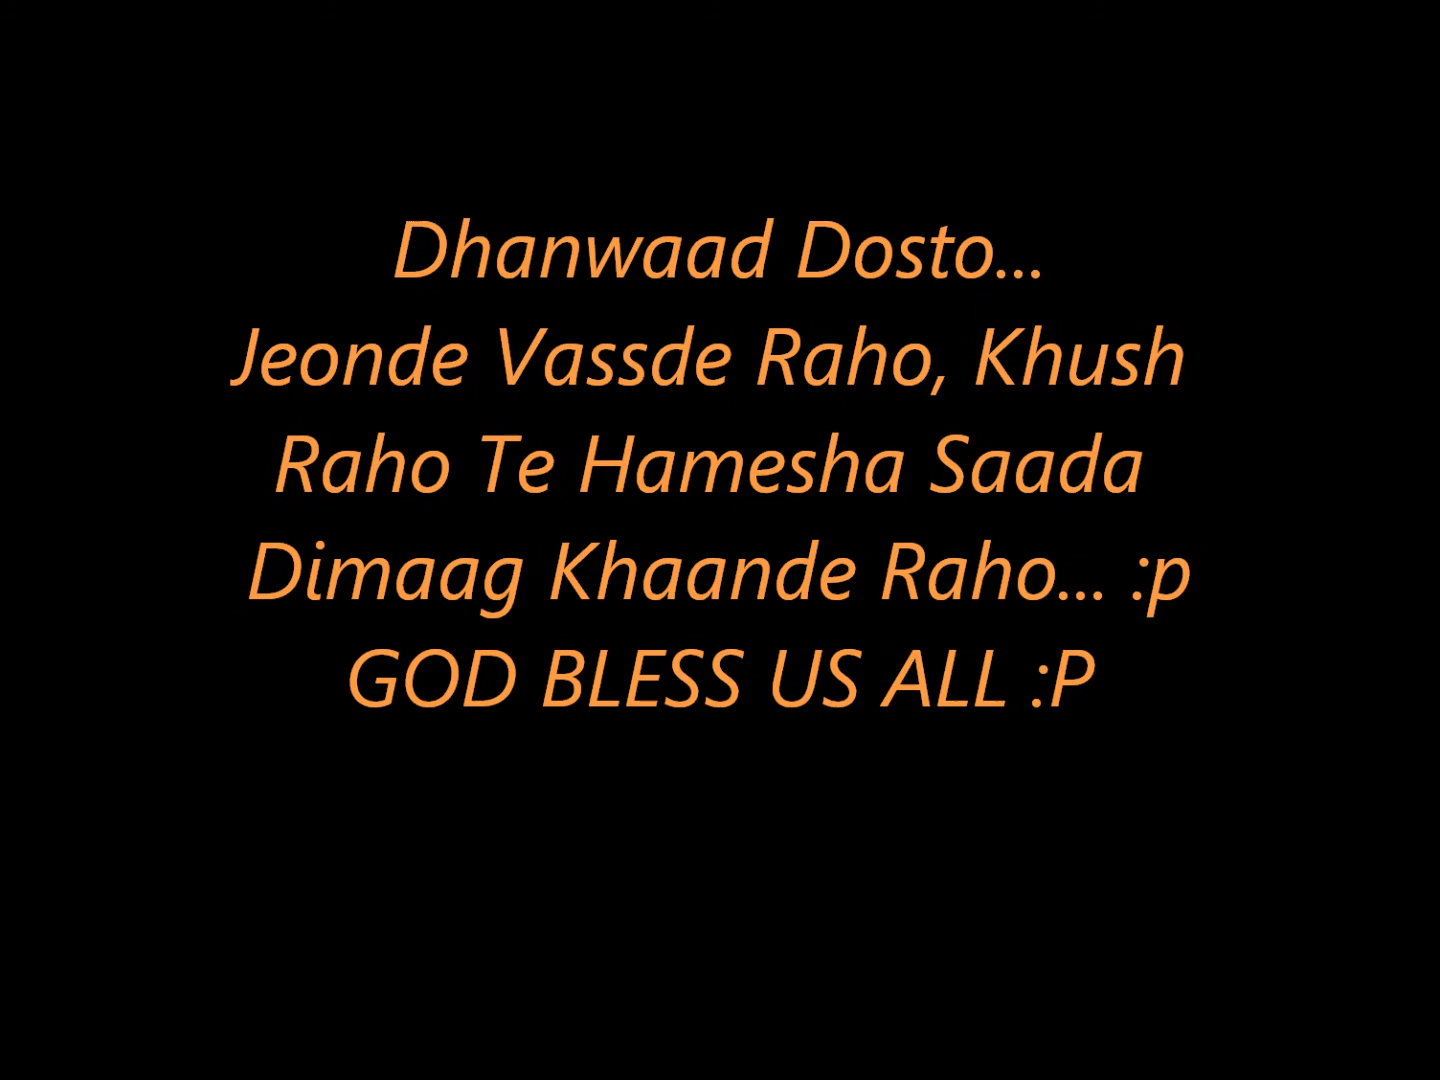 Dhanwaad Dosto...
Jeonde Vassde Raho, Khush
Raho Te Hamesha Saada
Dimaag Khaande Raho... :p
GOD BLESS US ALL :P